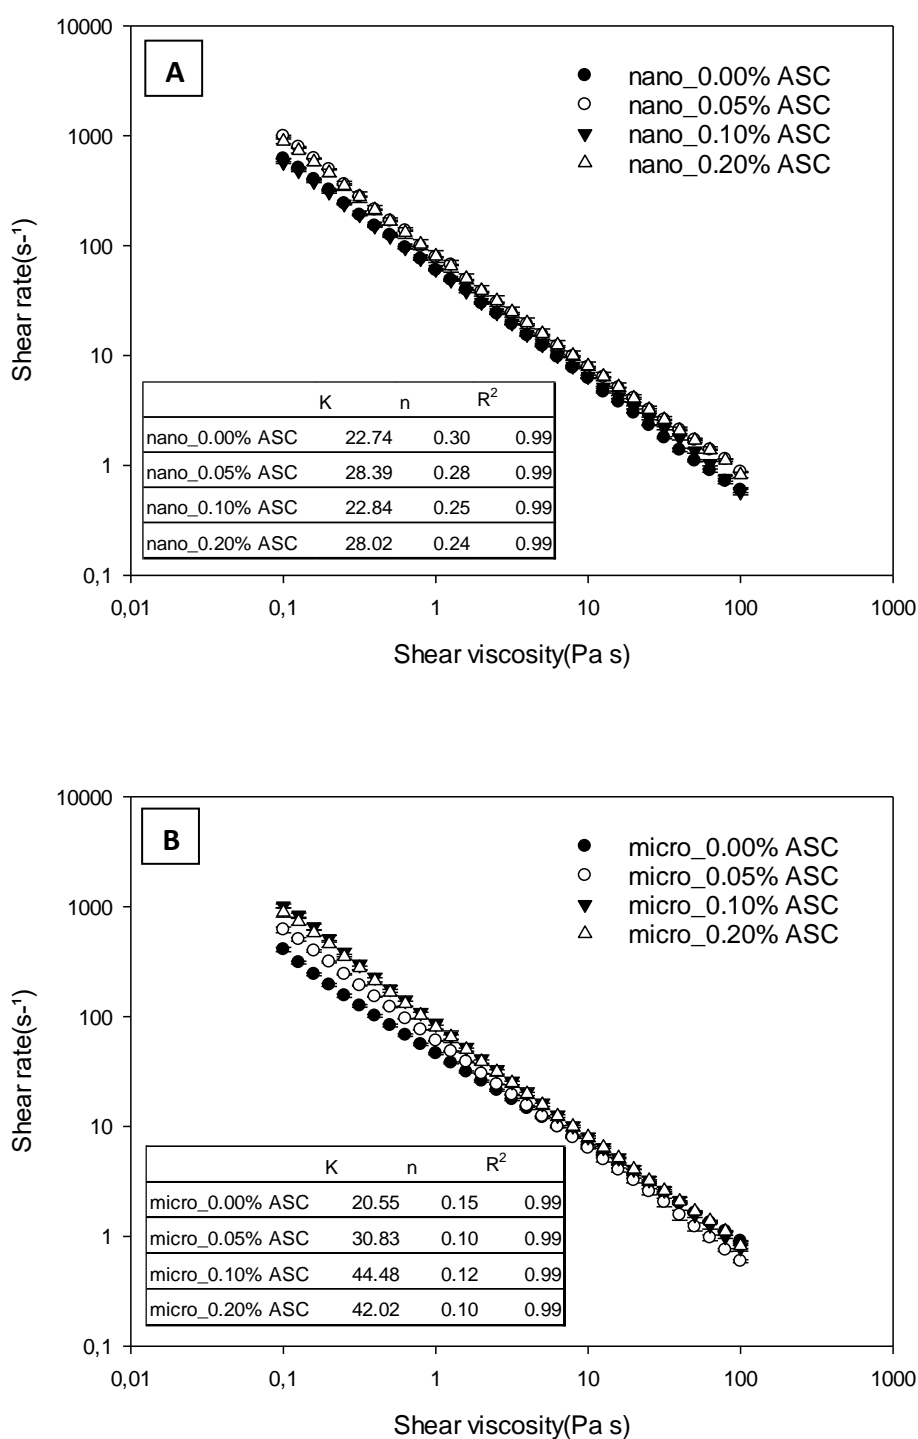 10000
A
nano_0.00% ASC
nano_0.05% ASC
nano_0.10% ASC
nano_0.20% ASC
1000
100
10
1
0,1
Shear rate(s-¹)
K n R²
nano_0.00% ASC 22.74 0.30 0.99
nano_0.05% ASC 28.39 0.28 0.99
nano_0.10% ASC 22.84 0.25 0.99
nano_0.20% ASC 28.02 0.24 0.99
0,01 0,1 1 10 100 1000
Shear viscosity(Pa s)
10000
B
micro_0.00% ASC
micro_0.05% ASC
micro_0.10% ASC
micro_0.20% ASC
1000
100
10
1
0,1
Shear rate(s-¹)
K n R²
micro_0.00% ASC 20.55 0.15 0.99
micro_0.05% ASC 30.83 0.10 0.99
micro_0.10% ASC 44.48 0.12 0.99
micro_0.20% ASC 42.02 0.10 0.99
0,01 0,1 1 10 100 1000
Shear viscosity(Pa s)